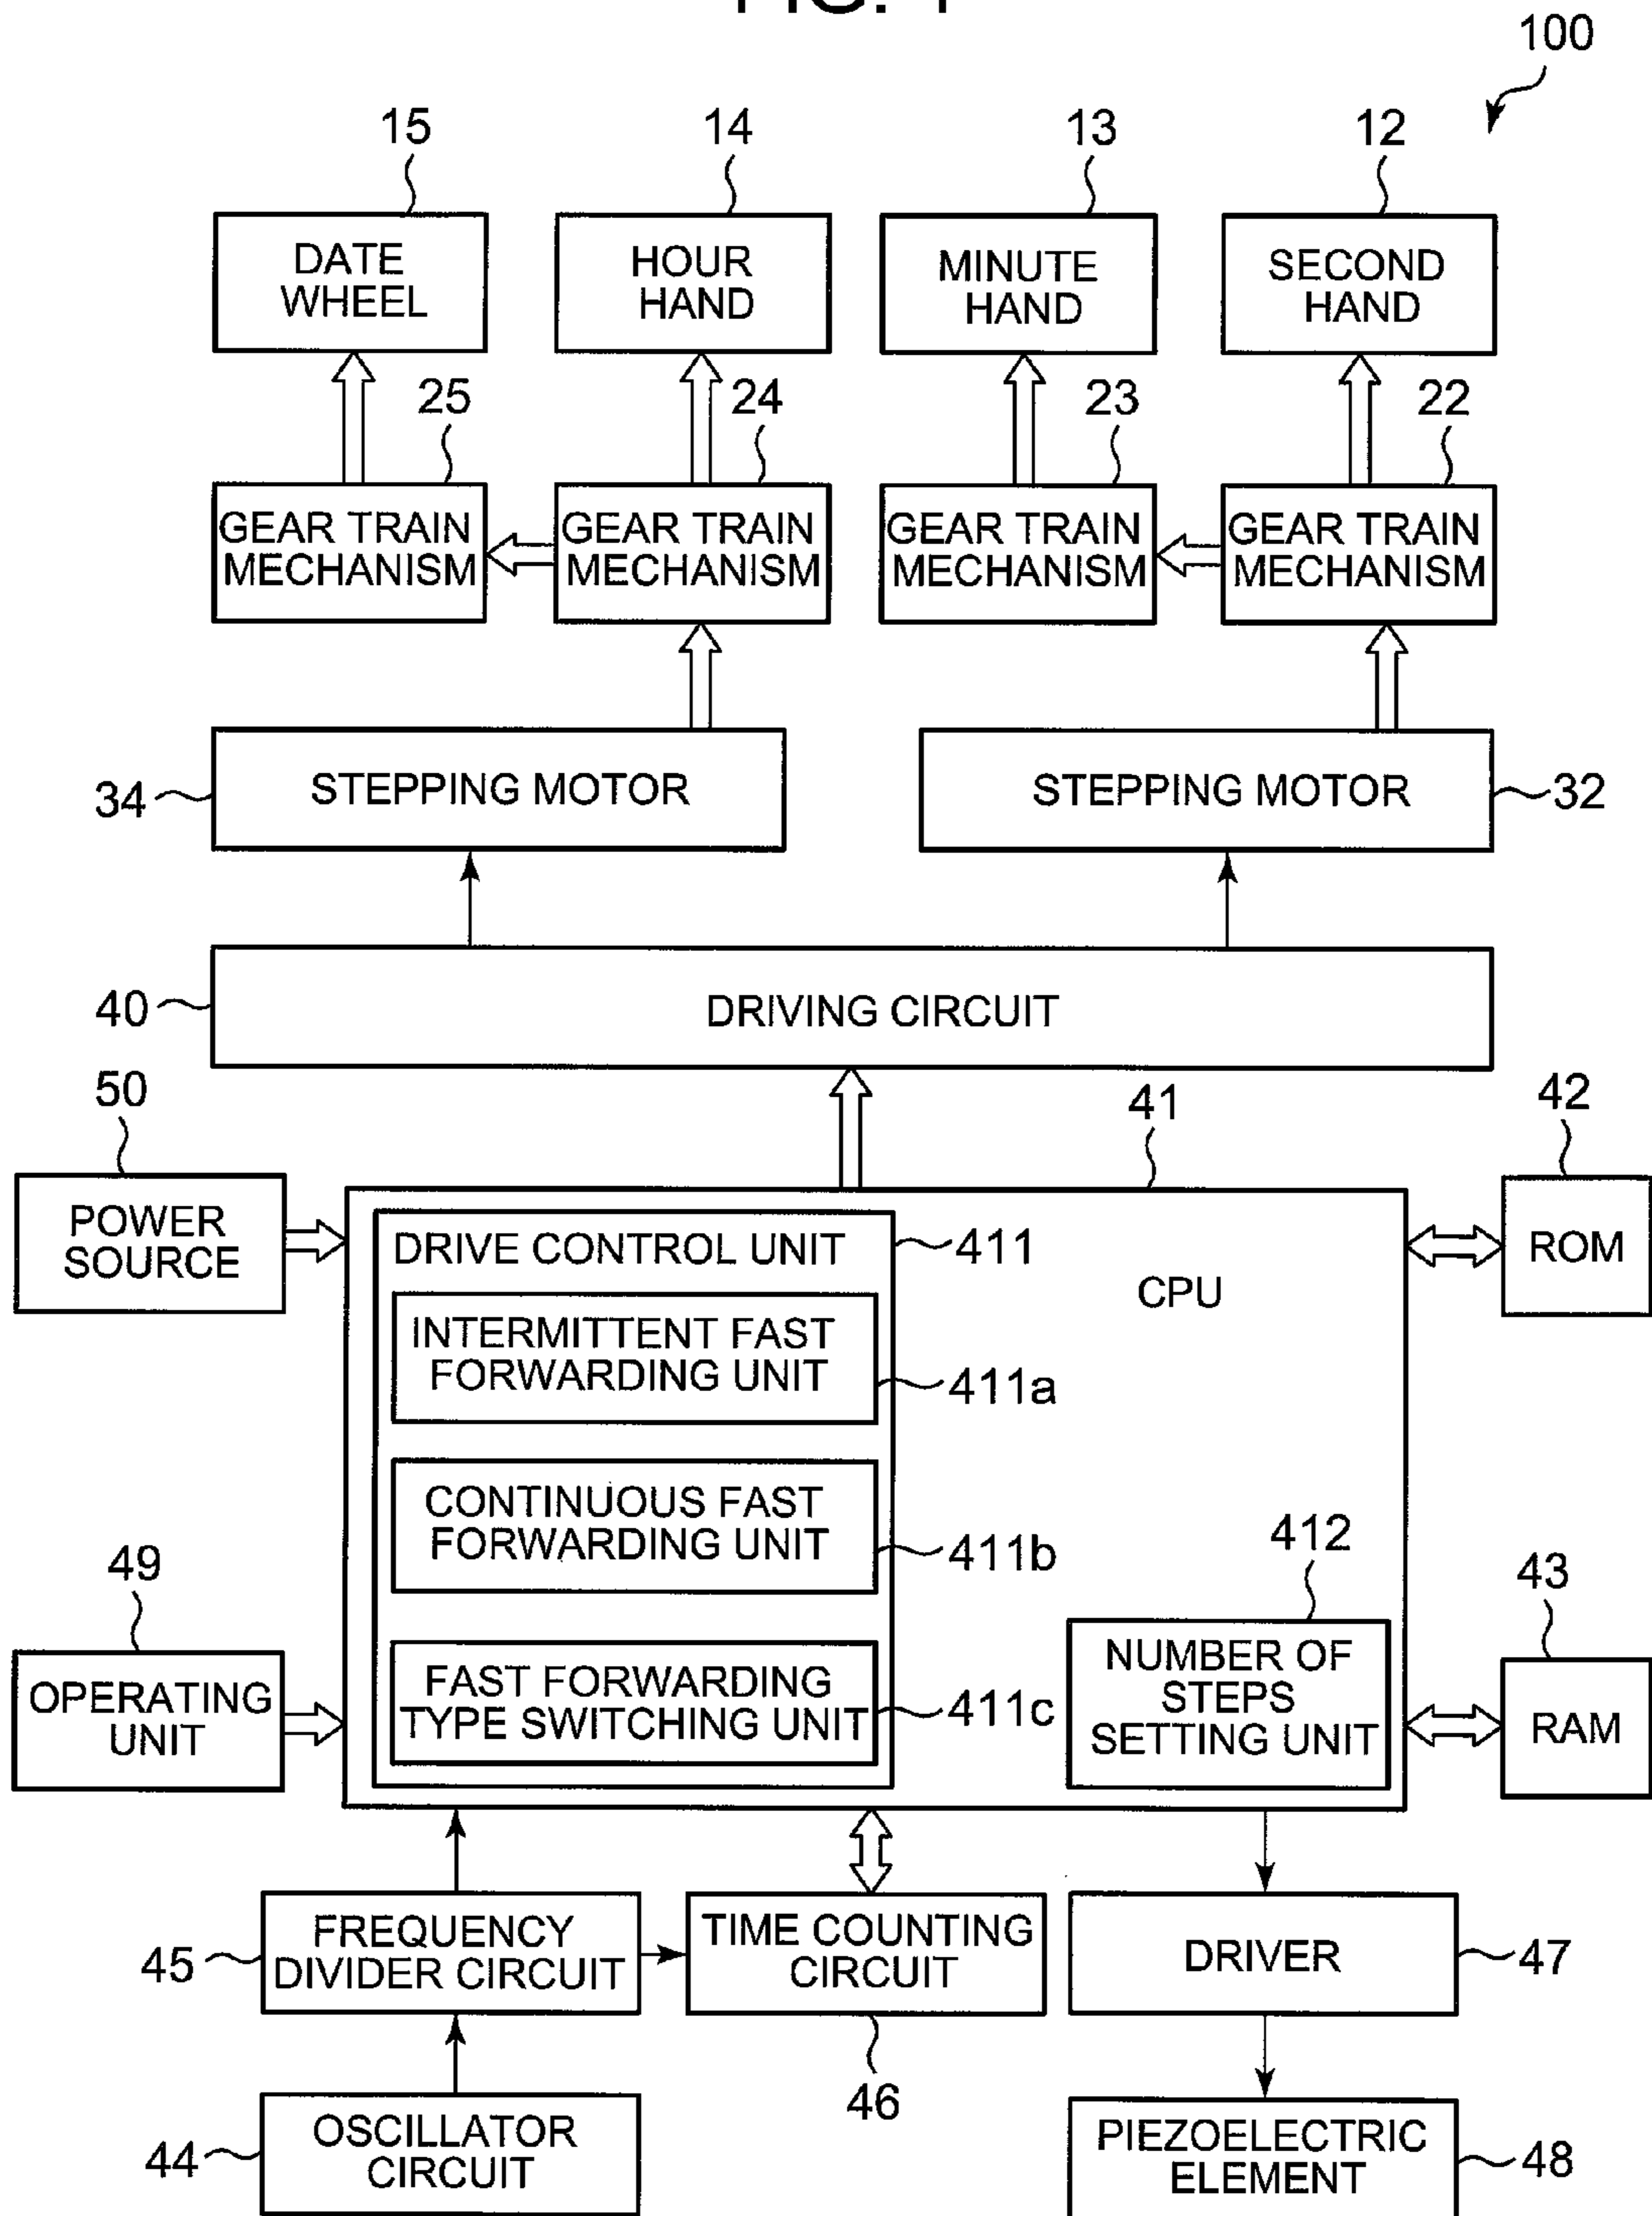 FIG. 1
100
15
14
13
12
DATE
WHEEL
HOUR
HAND
MINUTE
HAND
SECOND
HAND
25
24
23
22
GEAR TRAIN
MECHANISM
GEAR TRAIN
MECHANISM
GEAR TRAIN
MECHANISM
GEAR TRAIN
MECHANISM
34
STEPPING MOTOR
STEPPING MOTOR
32
40
DRIVING CIRCUIT
50
41
42
POWER
SOURCE
DRIVE CONTROL UNIT
411
CPU
ROM
INTERMITTENT FAST
FORWARDING UNIT
411a
CONTINUOUS FAST
FORWARDING UNIT
411b
412
49
43
OPERATING
UNIT
FAST FORWARDING
TYPE SWITCHING UNIT
411c
NUMBER OF
STEPS
SETTING UNIT
RAM
45
FREQUENCY
DIVIDER CIRCUIT
TIME COUNTING
CIRCUIT
DRIVER
47
46
44
OSCILLATOR
CIRCUIT
PIEZOELECTRIC
ELEMENT
48